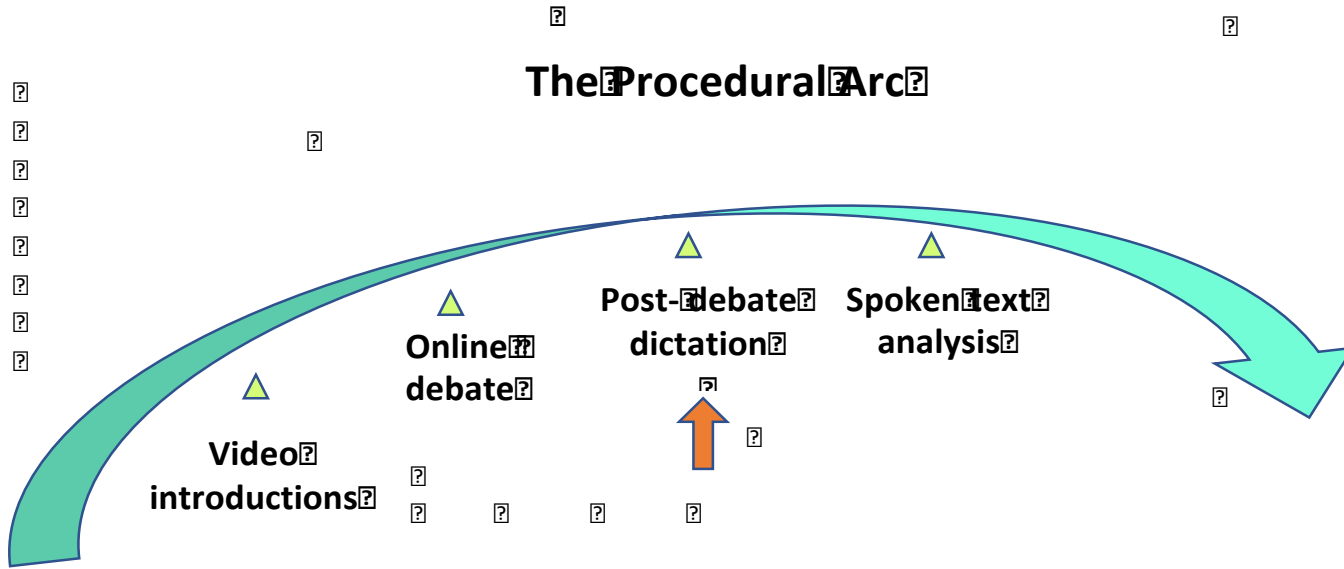 The Procedural Arc
Post-debate
dictation
Spoken text
analysis
Online
debate
Video
introductions